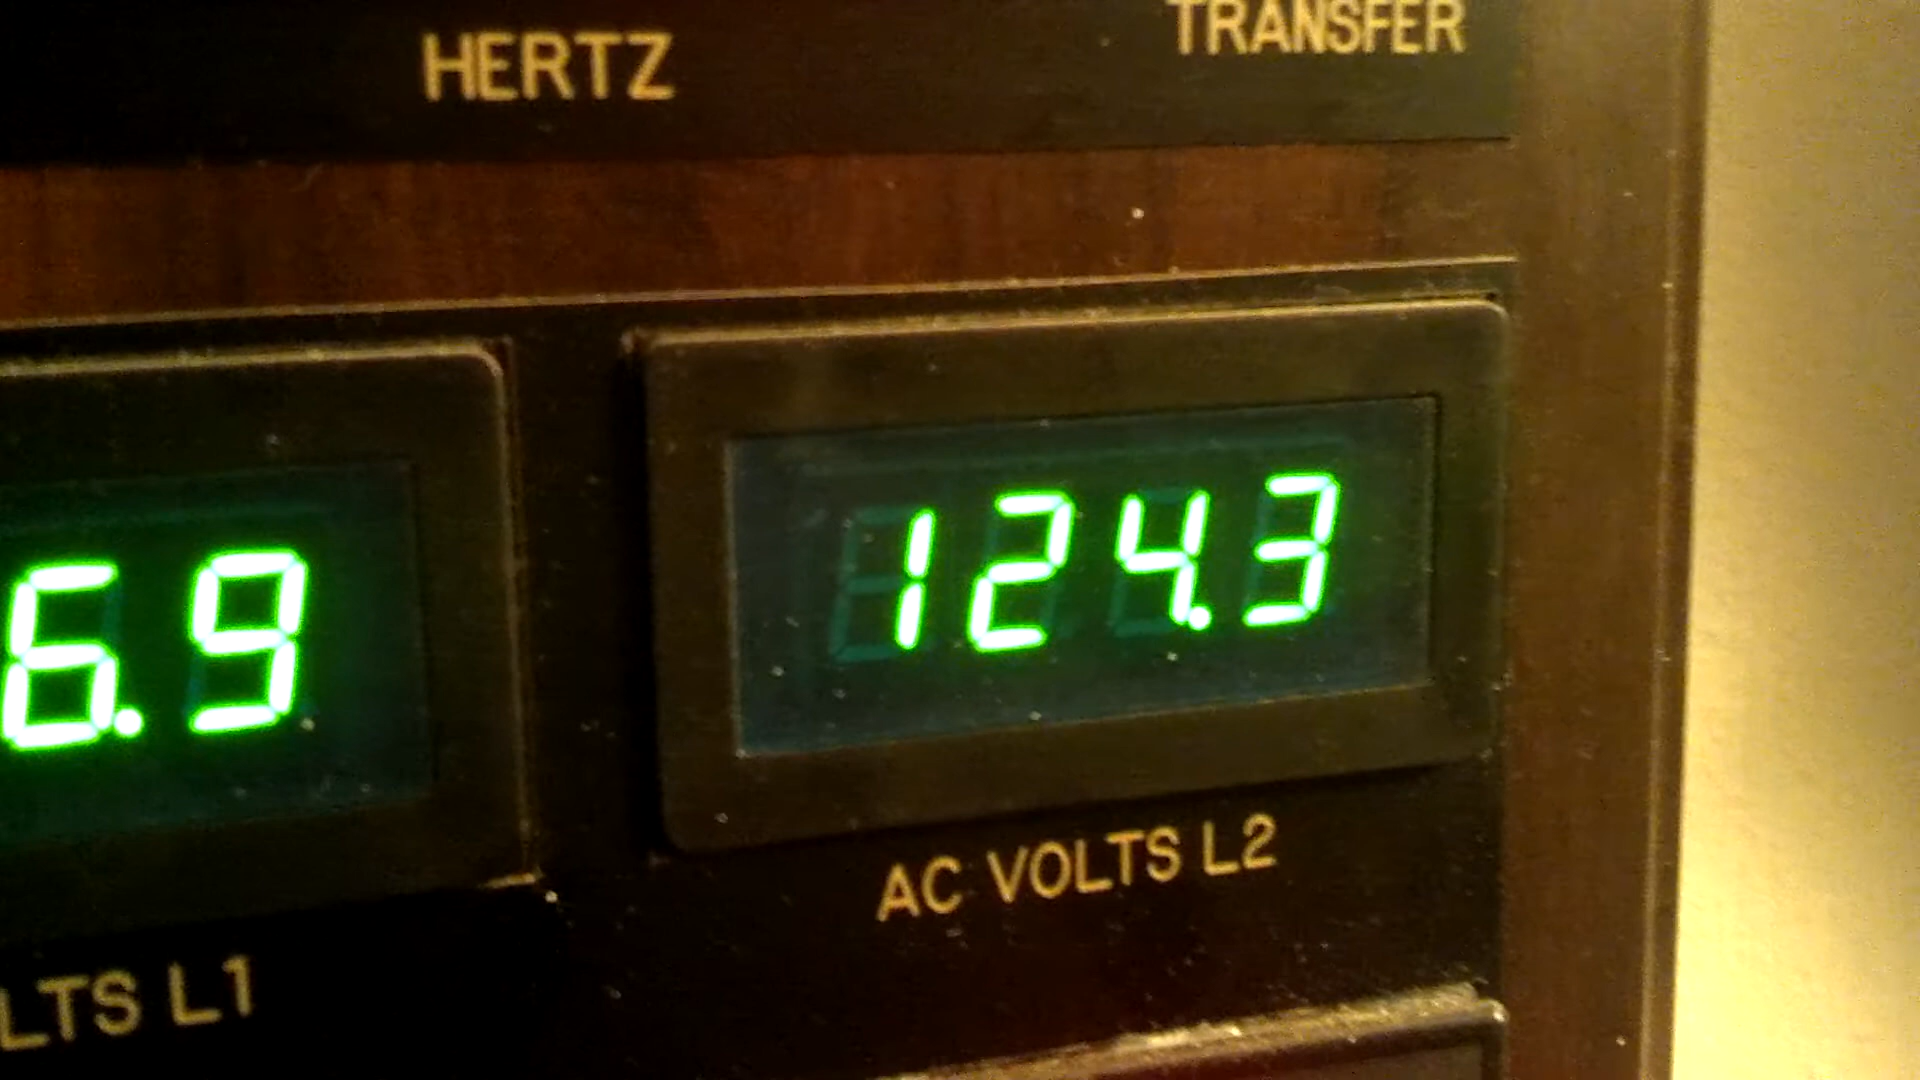 HERTZ
TRANSFER
6.9
124.3
LTS L1
AC VOLTS L2